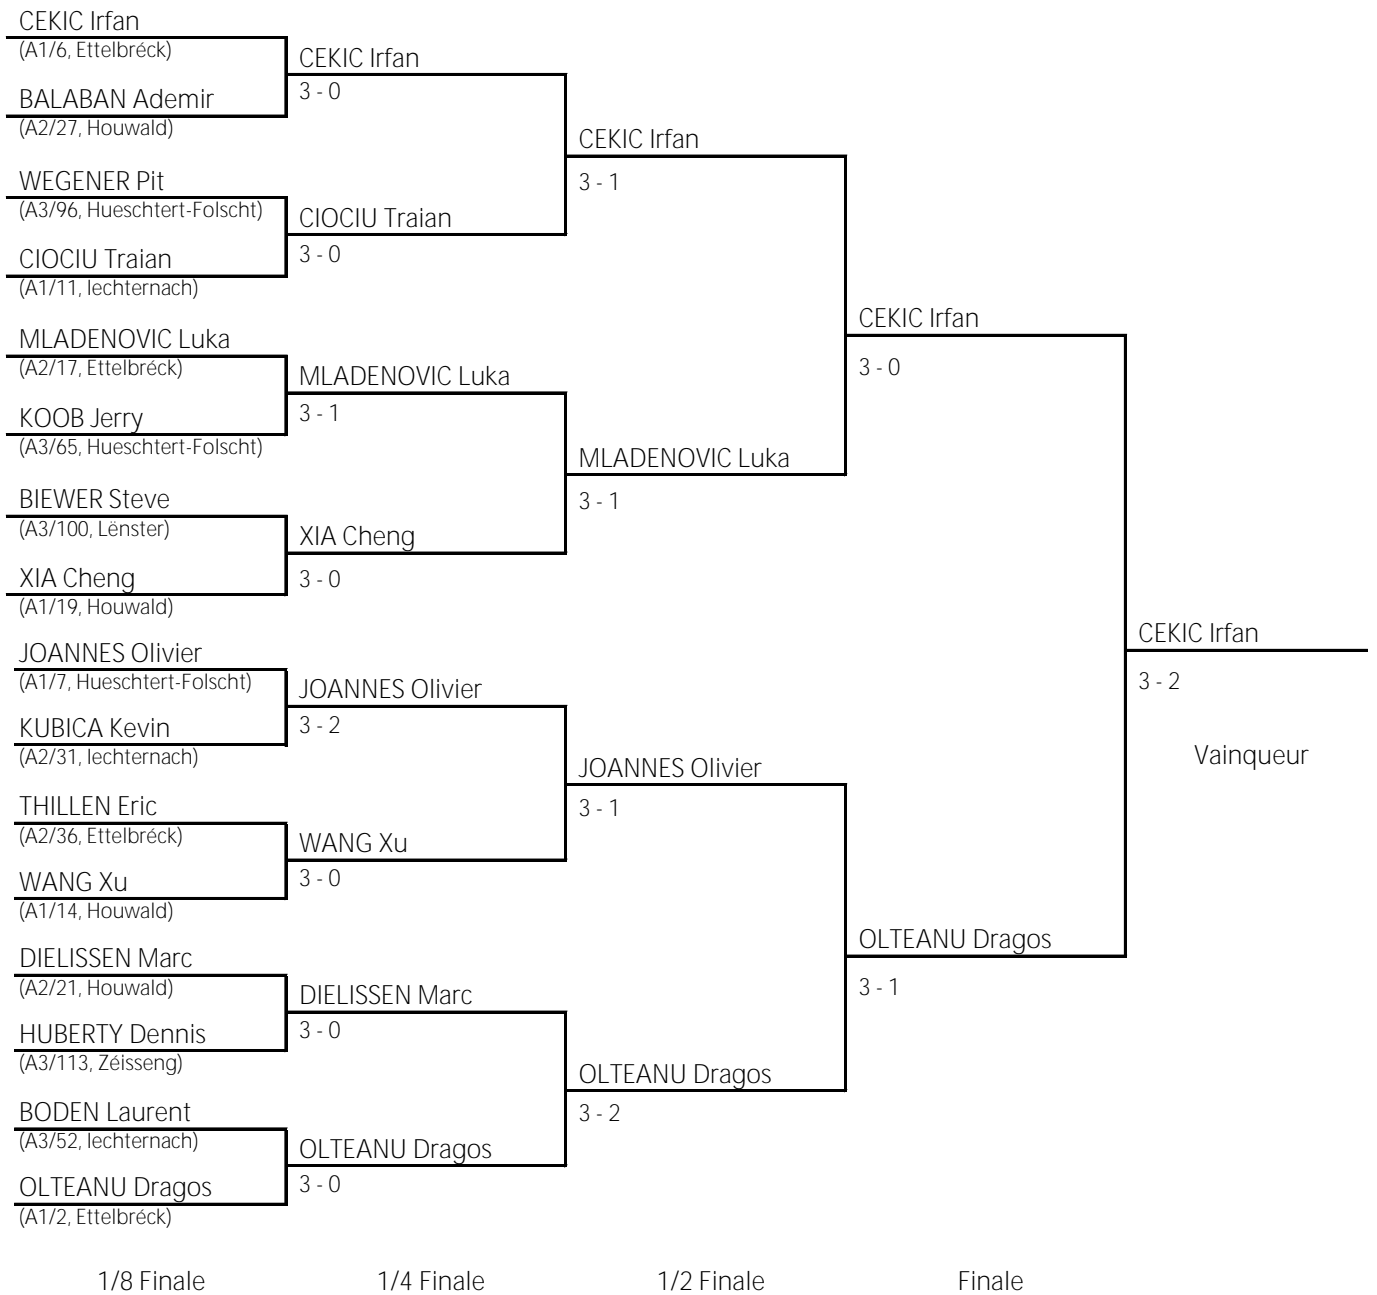 CEKIC Irfan
(A1/6, Ettelbréck)
BALABAN Ademir
(A2/27, Houwald)
WEGENER Pit
(A3/96, Hueschtert-Folscht)
CIOCIU Traian
(A1/11, Iechternach)
MLADENOVIC Luka
(A2/17, Ettelbréck)
KOOB Jerry
(A3/65, Hueschtert-Folscht)
BIEWER Steve
(A3/100, Lënster)
XIA Cheng
(A1/19, Houwald)
JOANNES Olivier
(A1/7, Hueschtert-Folscht)
KUBICA Kevin
(A2/31, Iechternach)
THILLEN Eric
(A2/36, Ettelbréck)
WANG Xu
(A1/14, Houwald)
DIELISSEN Marc
(A2/21, Houwald)
HUBERTY Dennis
(A3/113, Zéisseng)
BODEN Laurent
(A3/52, Iechternach)
OLTEANU Dragos
(A1/2, Ettelbréck)
CEKIC Irfan
3 - 0
CIOCIU Traian
3 - 0
MLADENOVIC Luka
3 - 1
XIA Cheng
3 - 0
JOANNES Olivier
3 - 2
WANG Xu
3 - 0
DIELISSEN Marc
3 - 0
OLTEANU Dragos
3 - 0
CEKIC Irfan
3 - 1
MLADENOVIC Luka
3 - 1
JOANNES Olivier
3 - 1
OLTEANU Dragos
3 - 2
CEKIC Irfan
3 - 0
OLTEANU Dragos
3 - 1
CEKIC Irfan
3 - 2
Vainqueur
1/8 Finale
1/4 Finale
1/2 Finale
Finale